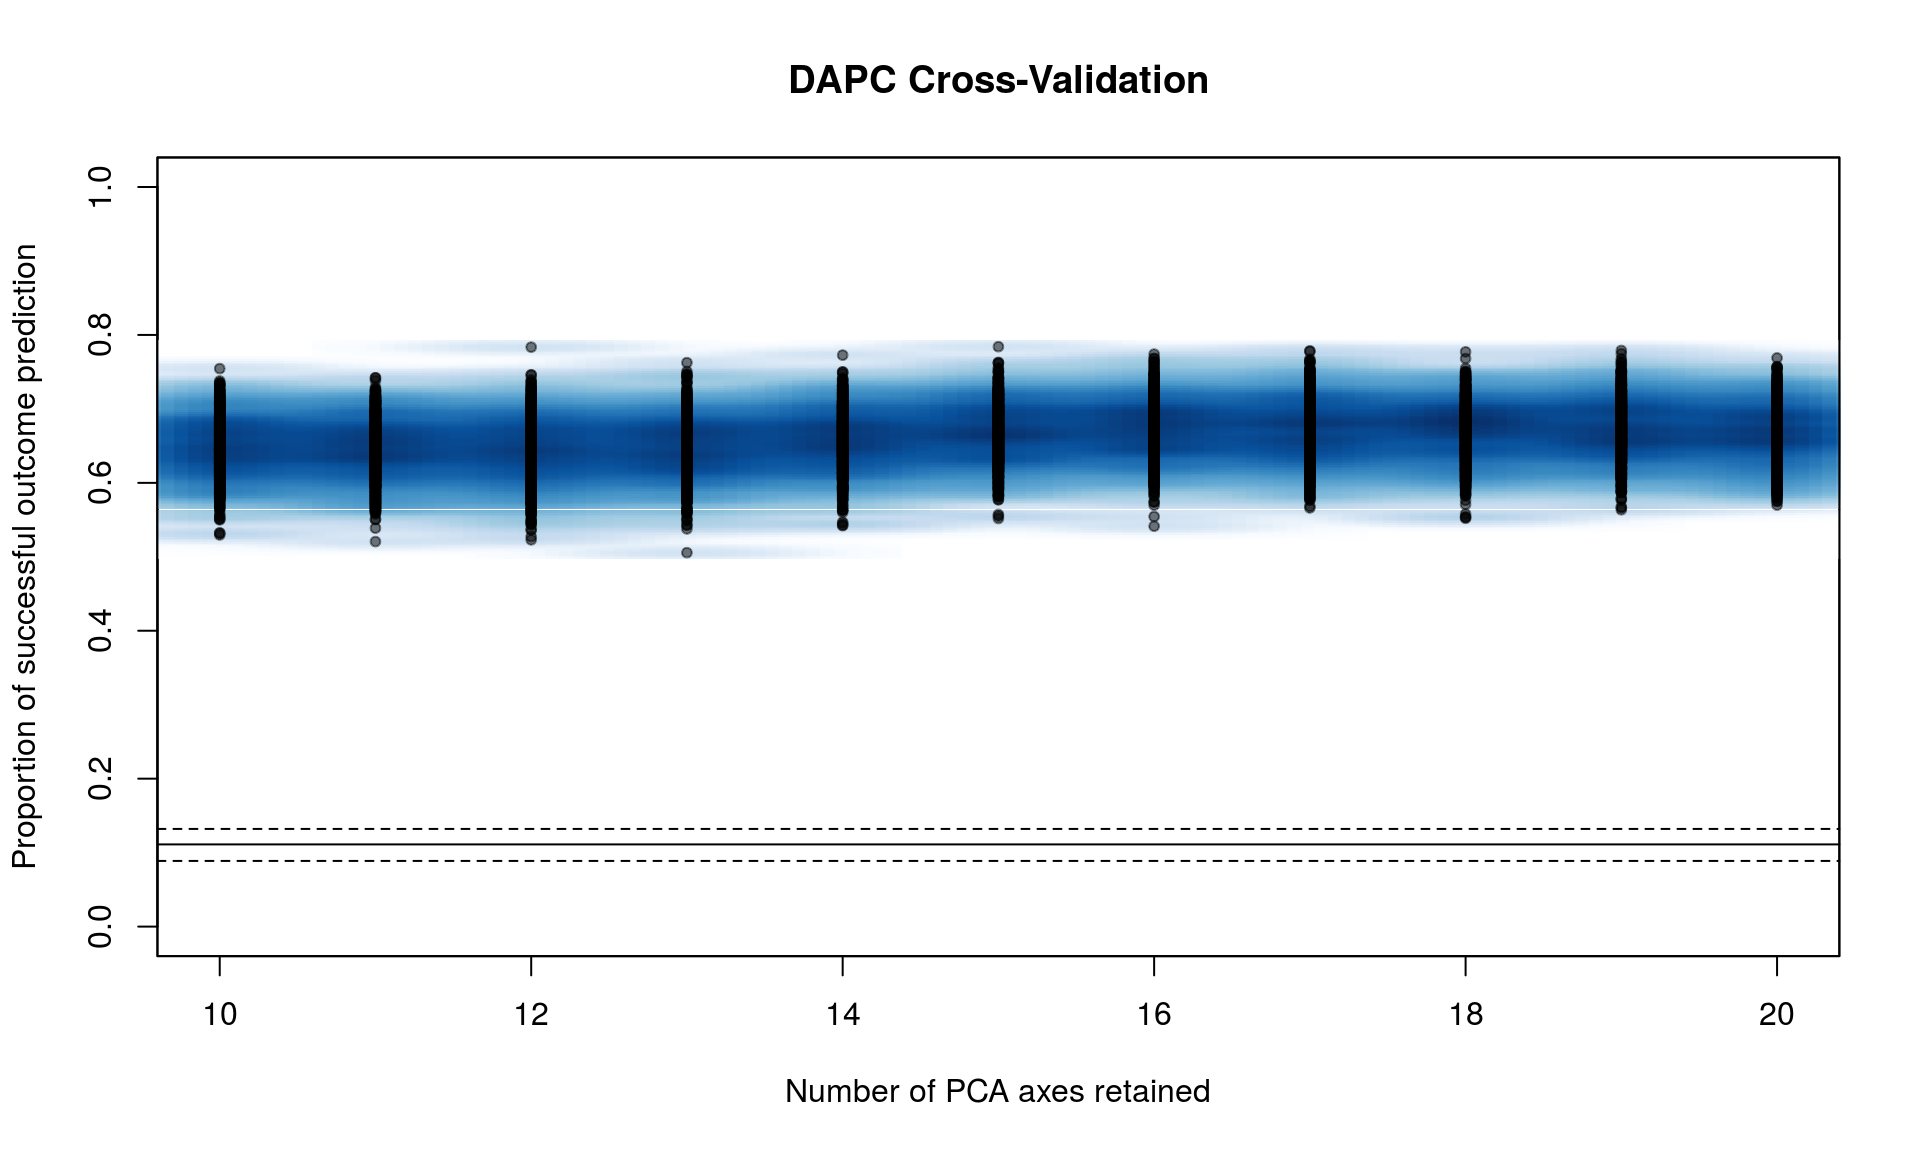 DAPC Cross-Validation
Proportion of successful outcome prediction
1.0
0.8
0.6
0.4
0.2
0.0
10 12 14 16 18 20
Number of PCA axes retained